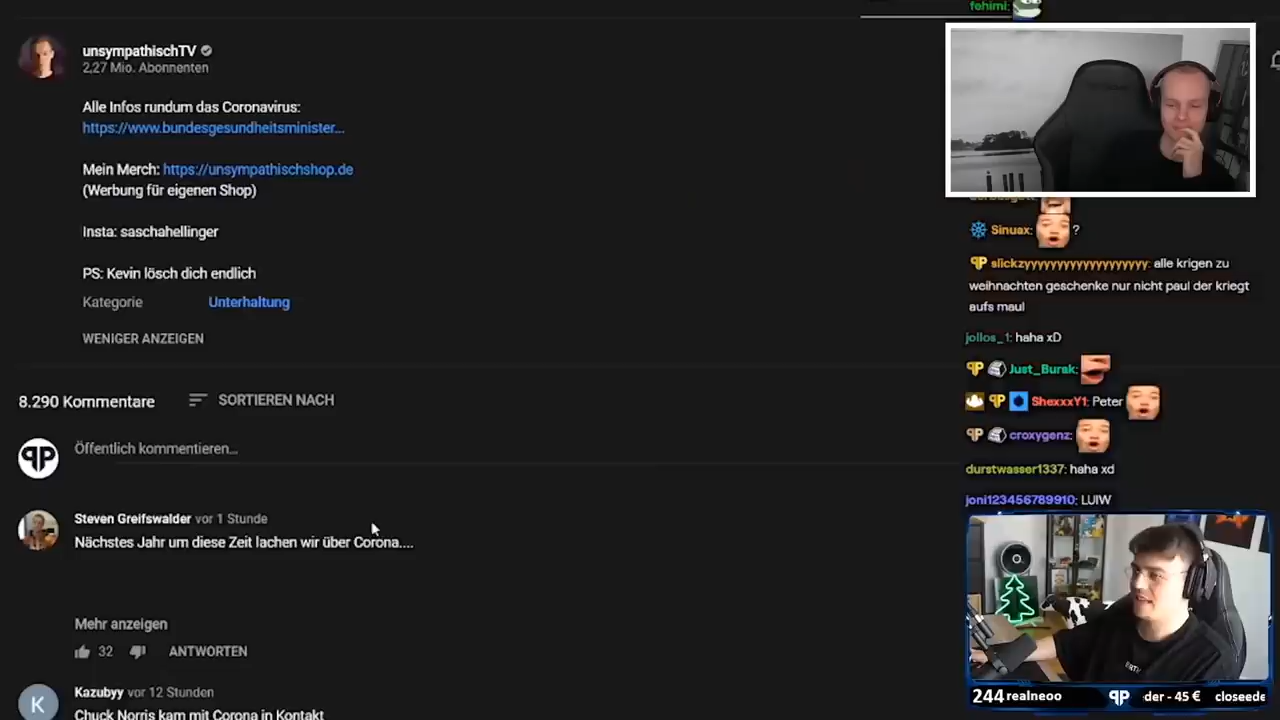 fehimi:
unsympathischTV
2,27 Mio. Abonnenten
Alle Infos rundum das Coronavirus:
https://www.bundesgesundheitsminister...
Mein Merch: https://unsympathischshop.de
(Werbung für eigenen Shop)
Insta: saschahellinger
PS: Kevin lösch dich endlich
Kategorie Unterhaltung
WENIGER ANZEIGEN
8.290 Kommentare SORTIEREN NACH
Öffentlich kommentieren...
Steven Greifswalder vor 1 Stunde
Nächstes Jahr um diese Zeit lachen wir über Corona....
Mehr anzeigen
32 ANTWORTEN
K
Kazubyy vor 12 Stunden
Chuck Norris kam mit Corona in Kontakt
Sinuax: ?
slickzyyyyyyyyyyyyyyyyyyy: alle krigen zu
weihnachten geschenke nur nicht paul der kriegt
aufs maul
jollos_1: haha xD
Just_Burak:
ShexxxY1: Peter
croxygenz:
durstwasser1337: haha xd
joni123456789910: LUIW
244 realneoo
der - 45 € closeede